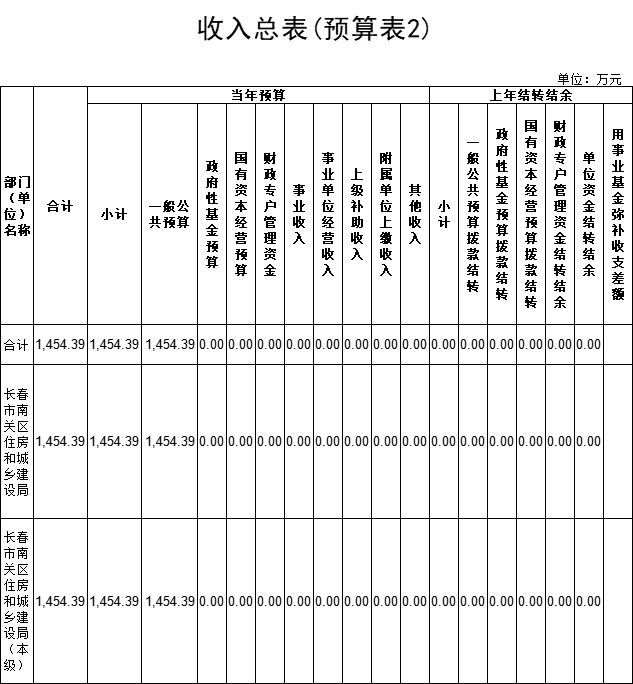 收入总表(预算表2)
单位：万元
部门（单位）名称 合计 当年预算 上年结转结余 用事业基金弥补收支差额
小计 一般公共预算 政府性基金预算 国有资本经营预算 财政专户管理资金 事业收入 事业单位经营收入 上级补助收入 附属单位上缴收入 其他收入 小计 一般公共预算拨款结转 政府性基金预算拨款结转 国有资本经营预算拨款结转 财政专户管理资金结转结余 单位资金结转结余
合计 1,454.39 1,454.39 1,454.39 0.00 0.00 0.00 0.00 0.00 0.00 0.00 0.00 0.00 0.00 0.00 0.00 0.00 0.00
长春市南关区住房和城乡建设局 1,454.39 1,454.39 1,454.39 0.00 0.00 0.00 0.00 0.00 0.00 0.00 0.00 0.00 0.00 0.00 0.00 0.00 0.00
长春市南关区住房和城乡建设局（本级） 1,454.39 1,454.39 1,454.39 0.00 0.00 0.00 0.00 0.00 0.00 0.00 0.00 0.00 0.00 0.00 0.00 0.00 0.00